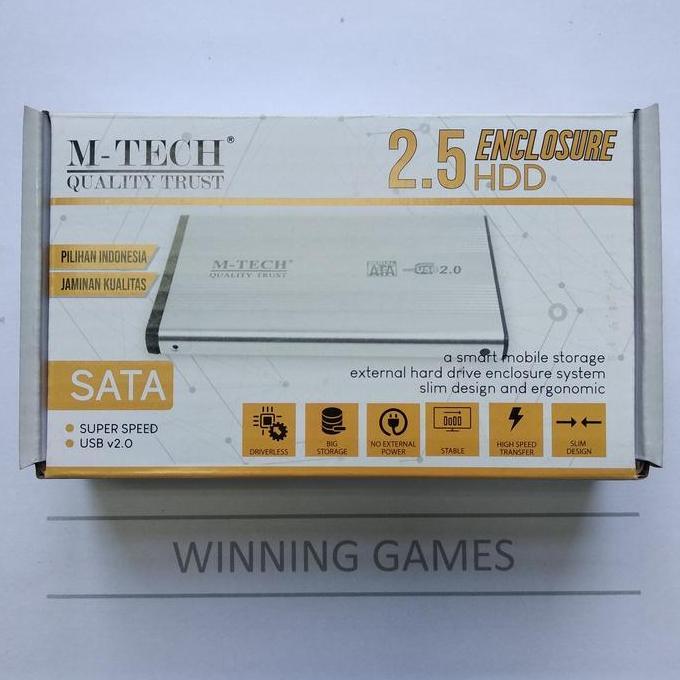 M-TECH®
QUALITY TRUST
2.5 ENCLOSURE
HDD
PILIHAN INDONESIA
JAMINAN KUALITAS
M-TECH®
QUALITY TRUST
ATA USB 2.0
SATA
SUPER SPEED
USB v2.0
a smart mobile storage
external hard drive enclosure system
slim design and ergonomic
DRIVERLESS
BIG
STORAGE
NO EXTERNAL
POWER
STABLE
HIGH SPEED
TRANSFER
SLIM
DESIGN
WINNING GAMES